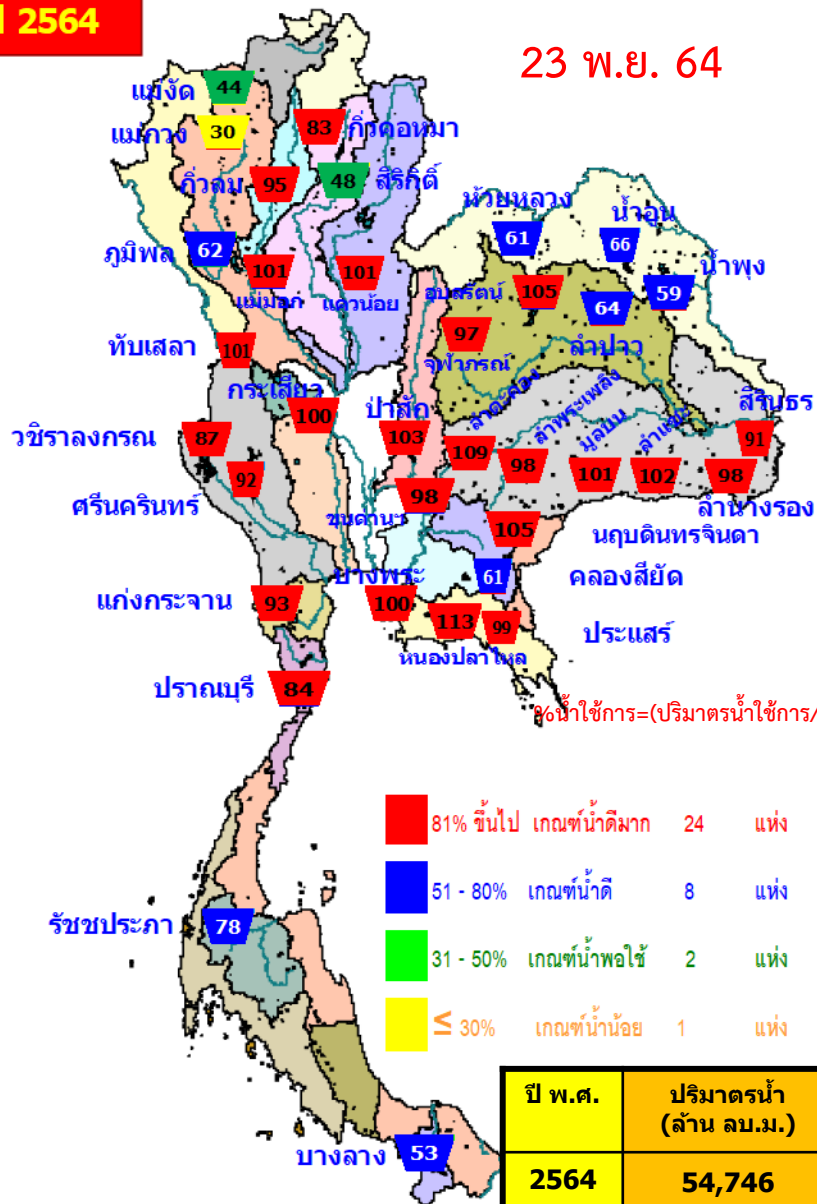 2564
23 พ.ย. 64
แม่งัด 44
แม่กวง 30
83 กิ่วคอหมา
กิ่วลม 95
48 สิริกิติ์
ห้วยหลวง 61
น้ำอูน 66
ภูมิพล 62
น้ำพุง 59
101 แม่มอก
101 แควน้อย
อุบลรัตน์ 105
64 ลำปาว
97 จุฬาภรณ์
ทับเสลา 101
กระเสียว 100
ป่าสัก 103
ลำตะคอง 109
ลำพระเพลิง 98
มูลบน 101
ลำแชะ 102
สิรินธร 91
วชิราลงกรณ 87
98 ลำนางรอง
ศรีนครินทร์ 92
ขุนด่านฯ 98
105 นฤบดินทรจินดา
บางพระ 100
61 คลองสียัด
แก่งกระจาน 93
113 หนองปลาไหล
99 ประแสร์
ปราณบุรี 84
%น้ำใช้การ=(ปริมาตรน้ำใช้การ/
81% ขึ้นไป เกณฑ์น้ำดีมาก 24 แห่ง
51 - 80% เกณฑ์น้ำดี 8 แห่ง
31 - 50% เกณฑ์น้ำพอใช้ 2 แห่ง
≤ 30% เกณฑ์น้ำน้อย 1 แห่ง
รัชชประภา 78
บางลาง 53
ปี พ.ศ. ปริมาตรน้ำ
(ล้าน ลบ.ม.)
2564 54,746